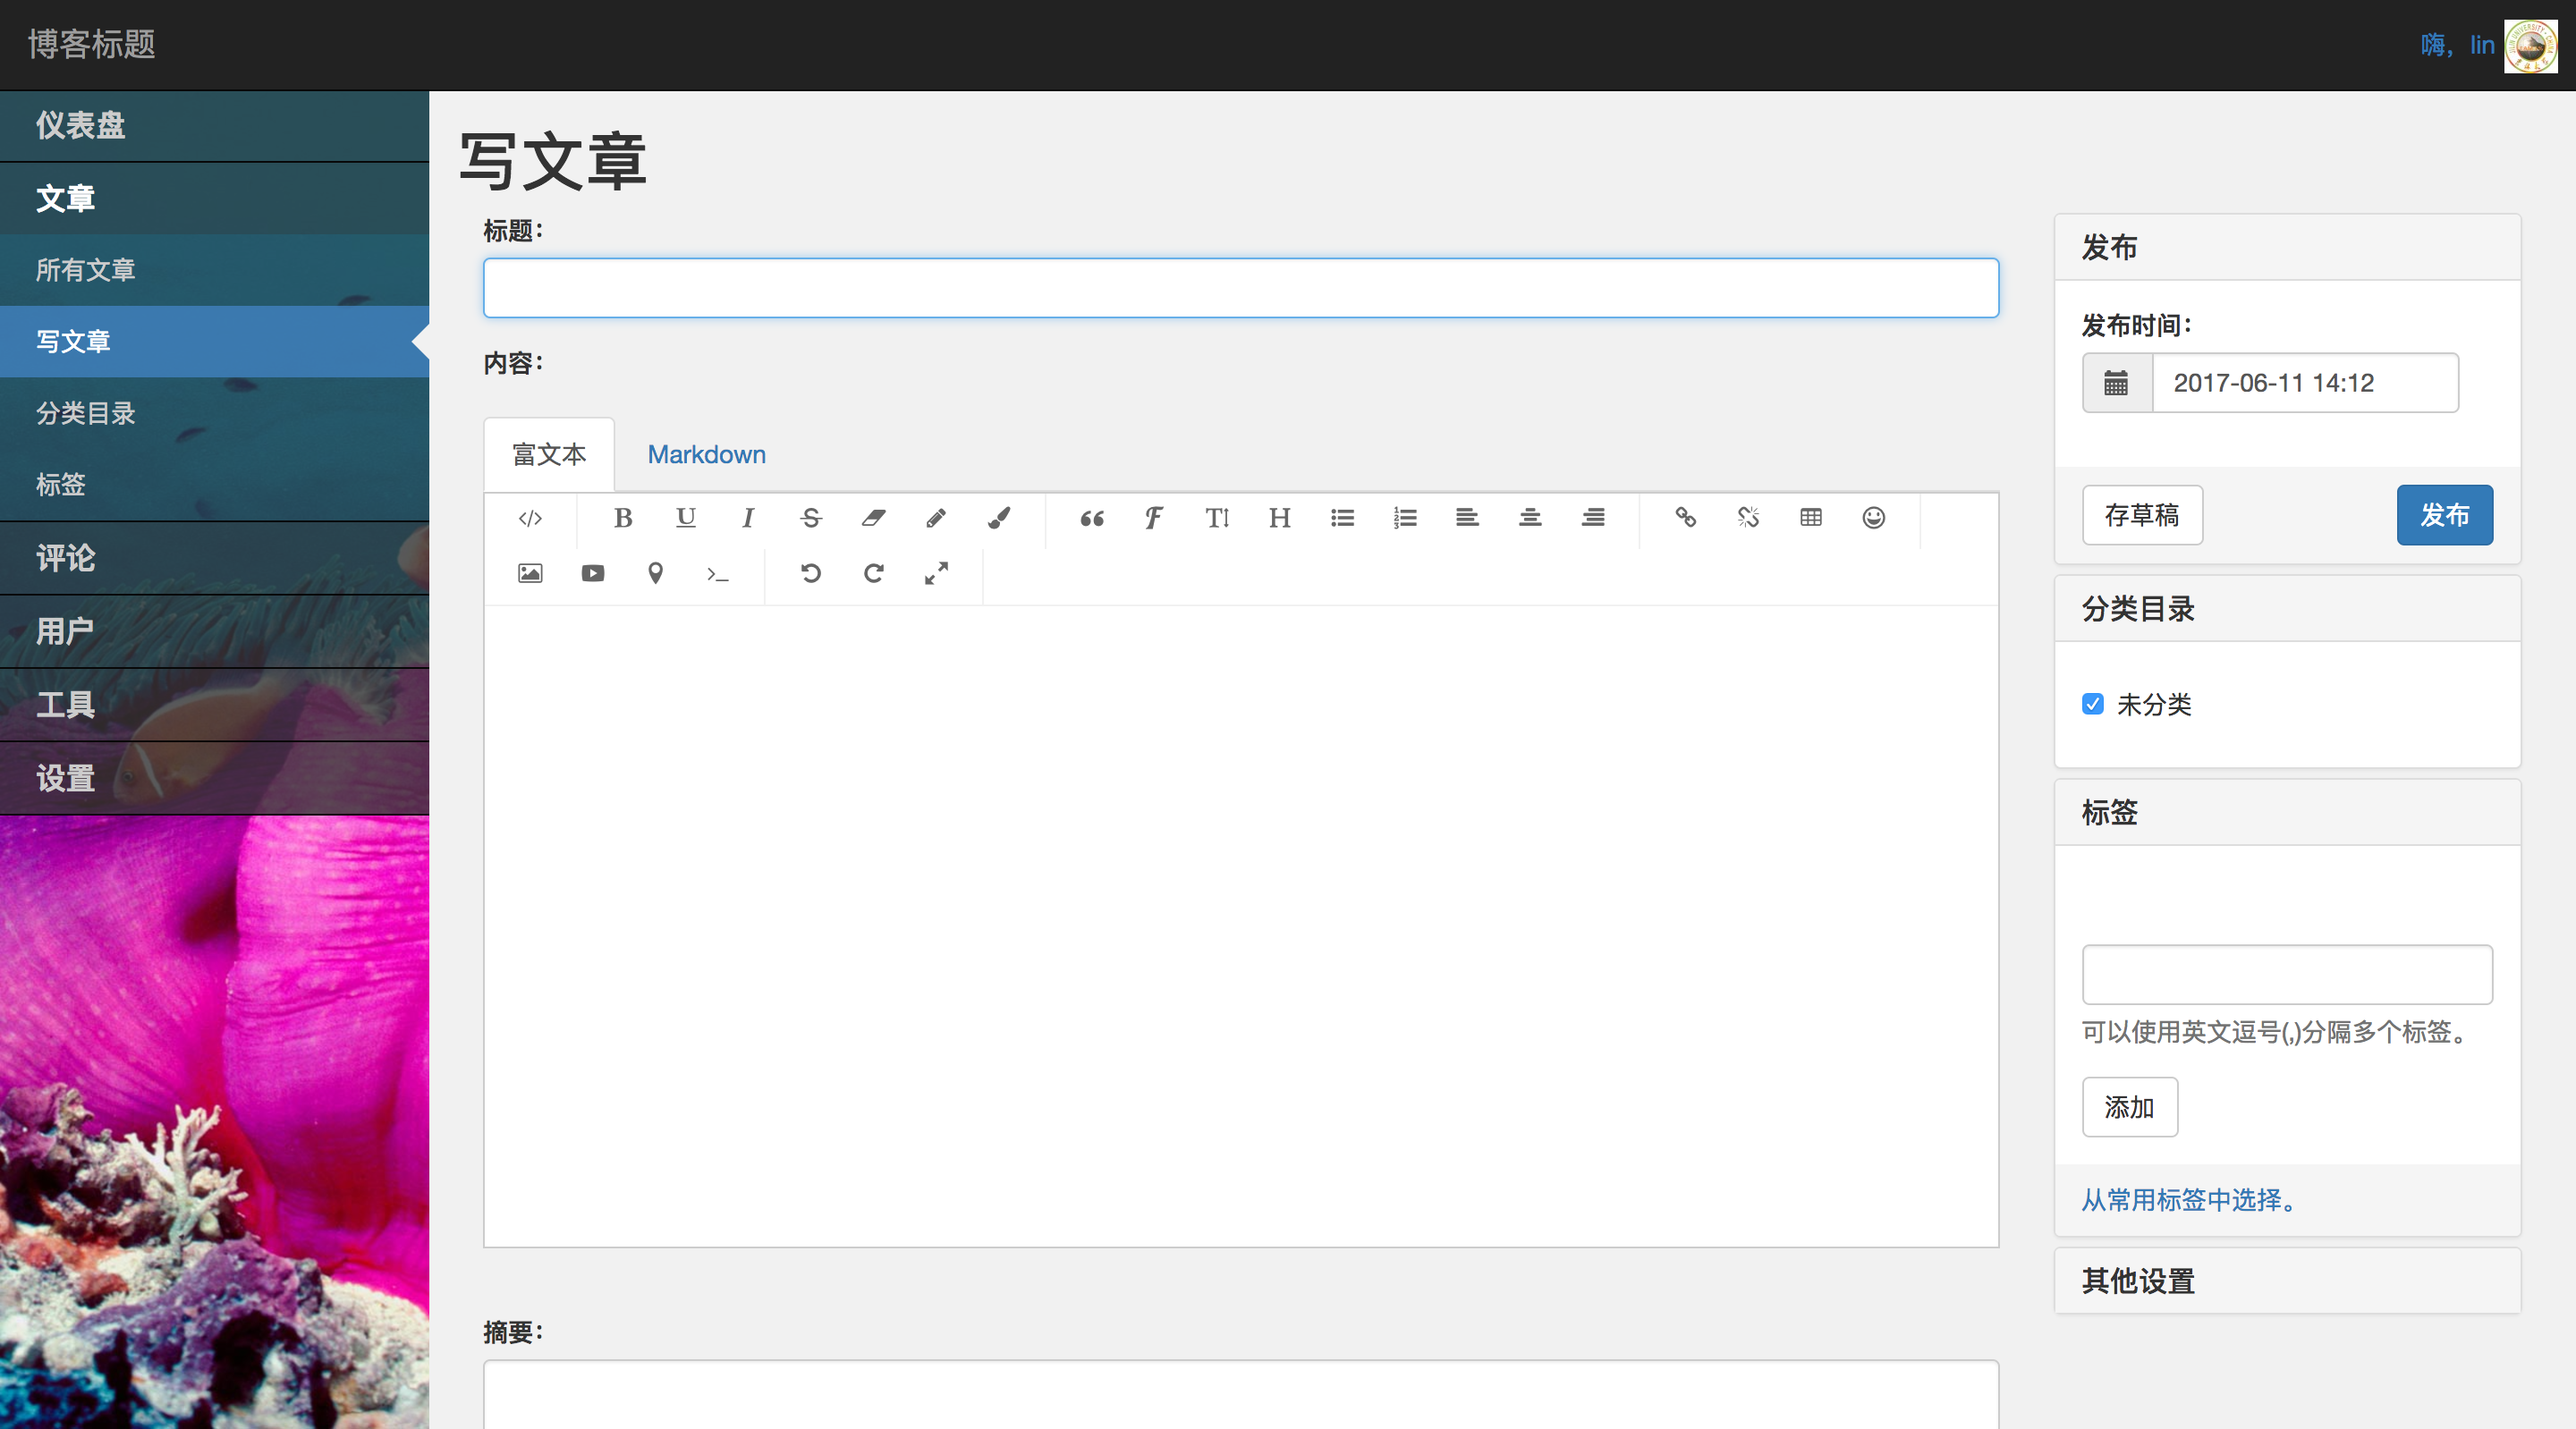 博客标题
嗨，lin
仪表盘
文章
所有文章
写文章
分类目录
标签
评论
用户
工具
设置
写文章
标题：
内容：
富文本
Markdown
摘要：
发布
发布时间：
2017-06-11 14:12
存草稿
发布
分类目录
未分类
标签
可以使用英文逗号(,)分隔多个标签。
添加
从常用标签中选择。
其他设置